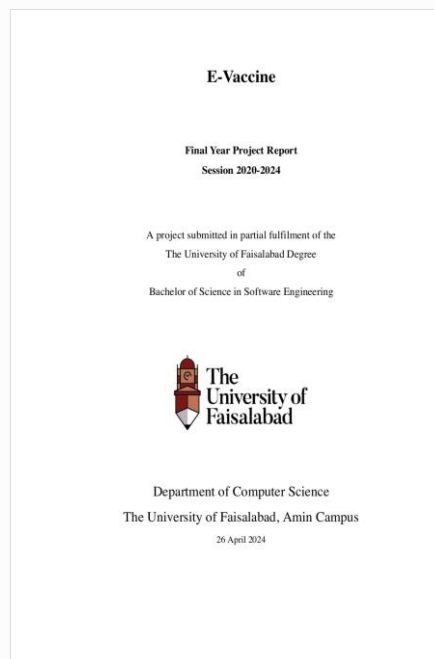 E-Vaccine
Final Year Project Report
Session 2020-2024
A project submitted in partial fulfilment of the
The University of Faisalabad Degree
of
Bachelor of Science in Software Engineering
The
University of
Faisalabad
Department of Computer Science
The University of Faisalabad, Amin Campus
26 April 2024